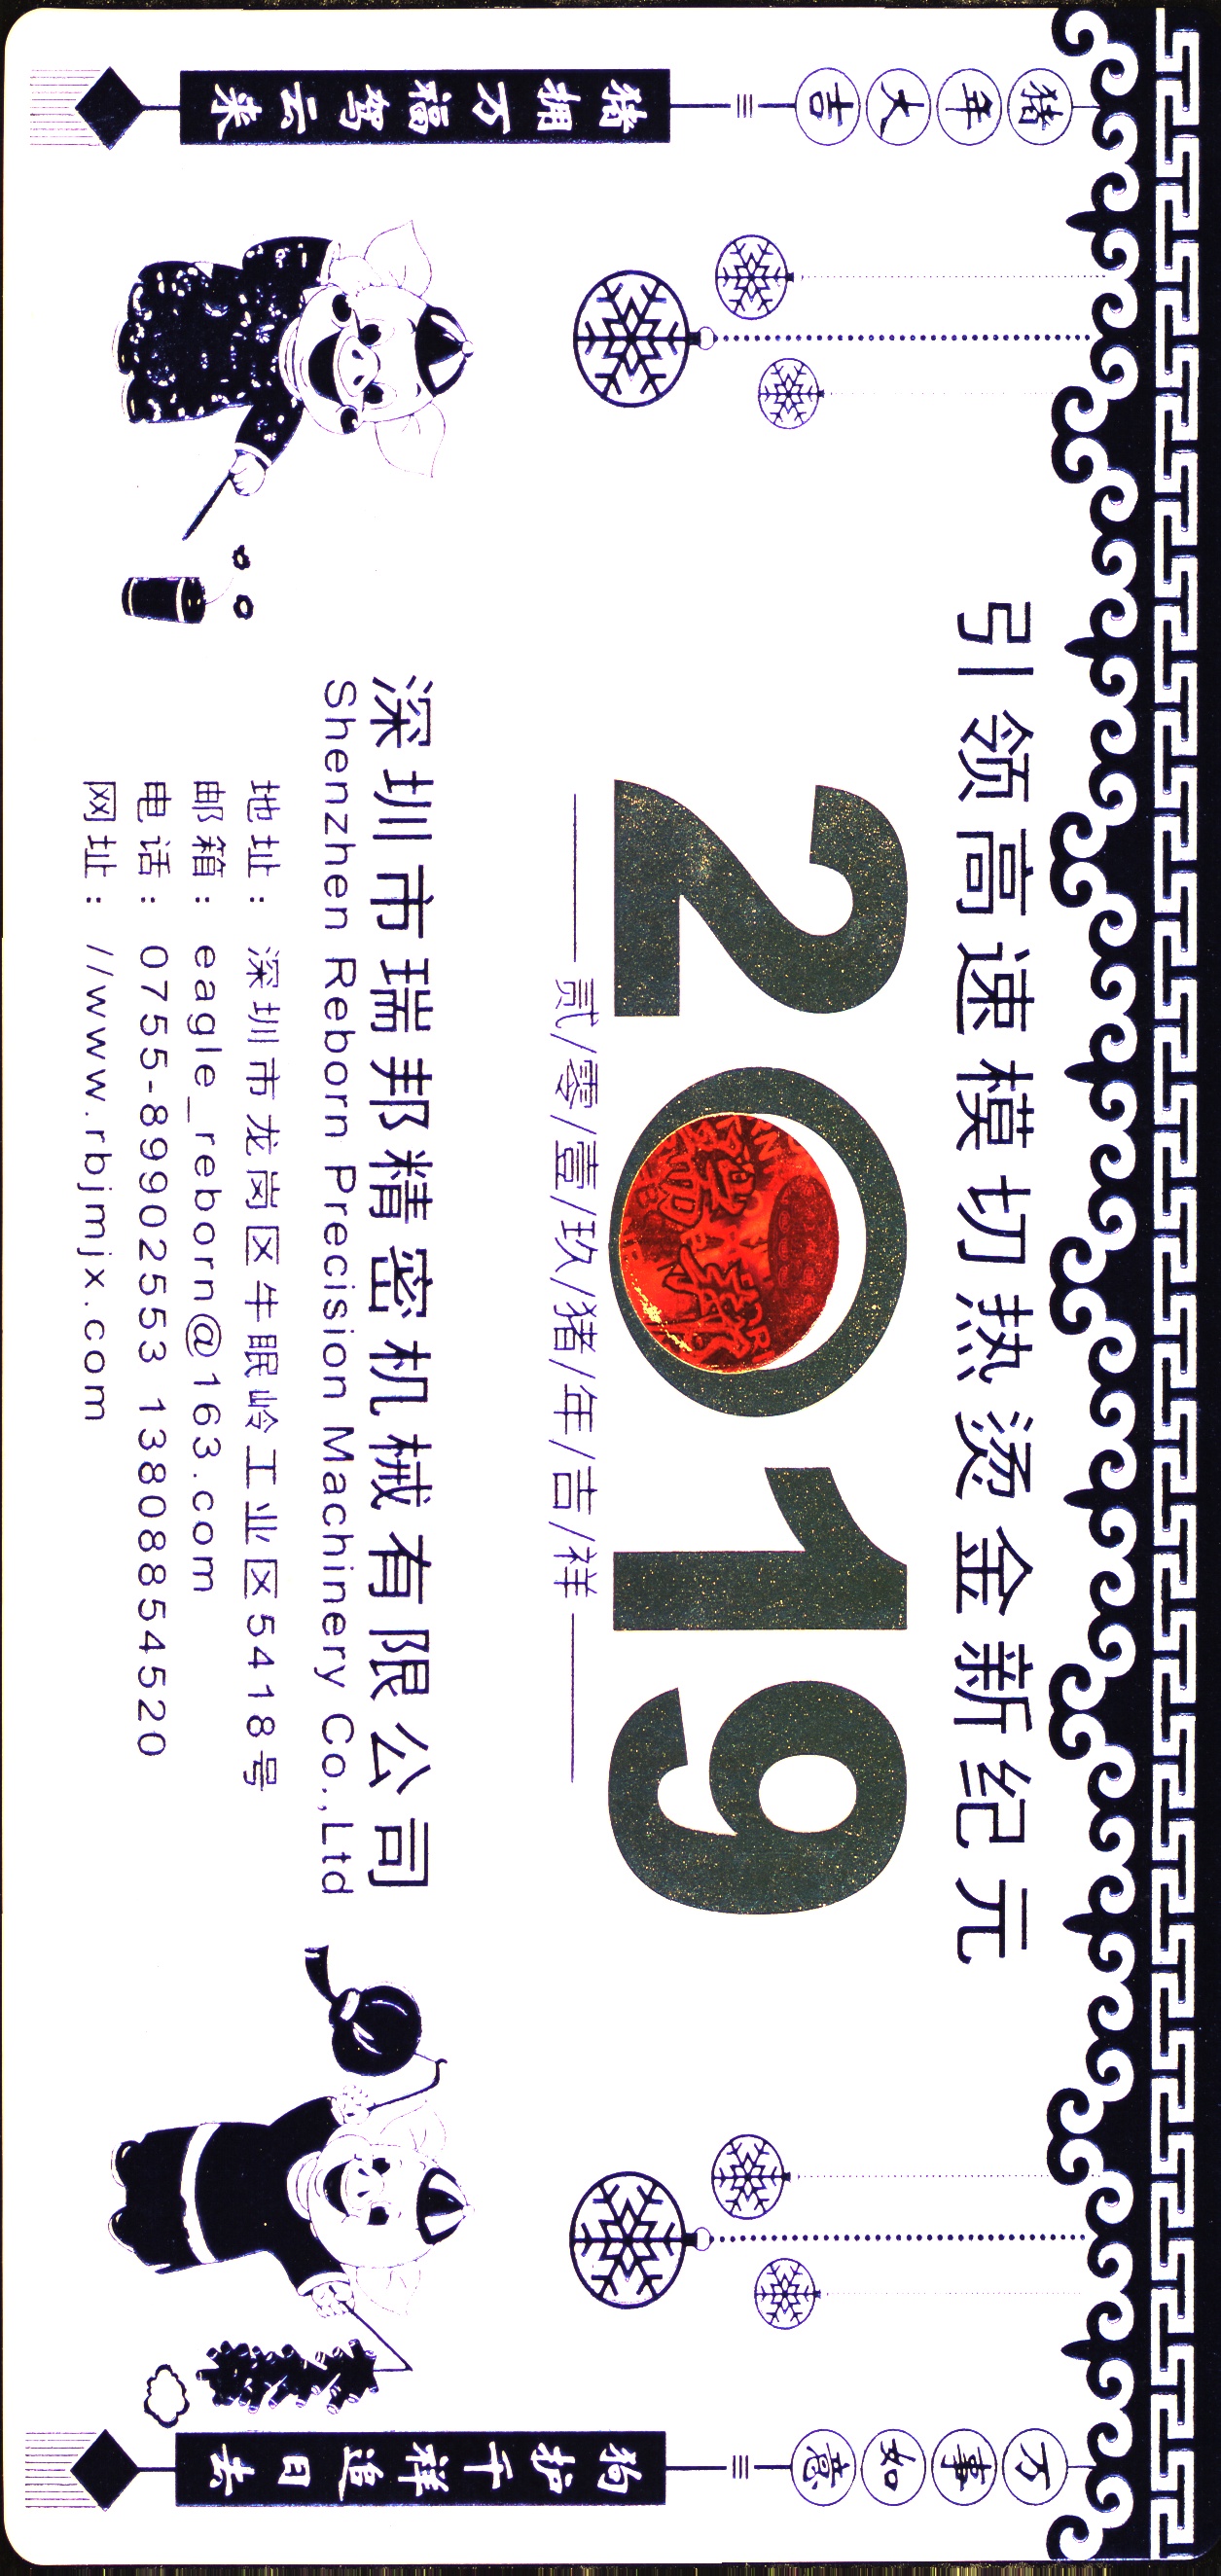 引领高速模切热烫金新纪元
猪年大吉
猪拥万福驾云来
2019
贰/零/壹/玖/猪/年/吉/祥
深圳市瑞邦精密机械有限公司
Shenzhen Reborn Precision Machinery Co.,Ltd
地址: 深圳市龙岗区牛眠岭工业区5418号
邮箱: eagle_reborn@163.com
电话: 0755-89902553 13808854520
网址: //www.rbjmjx.com
万事如意
狗护千祥追日去